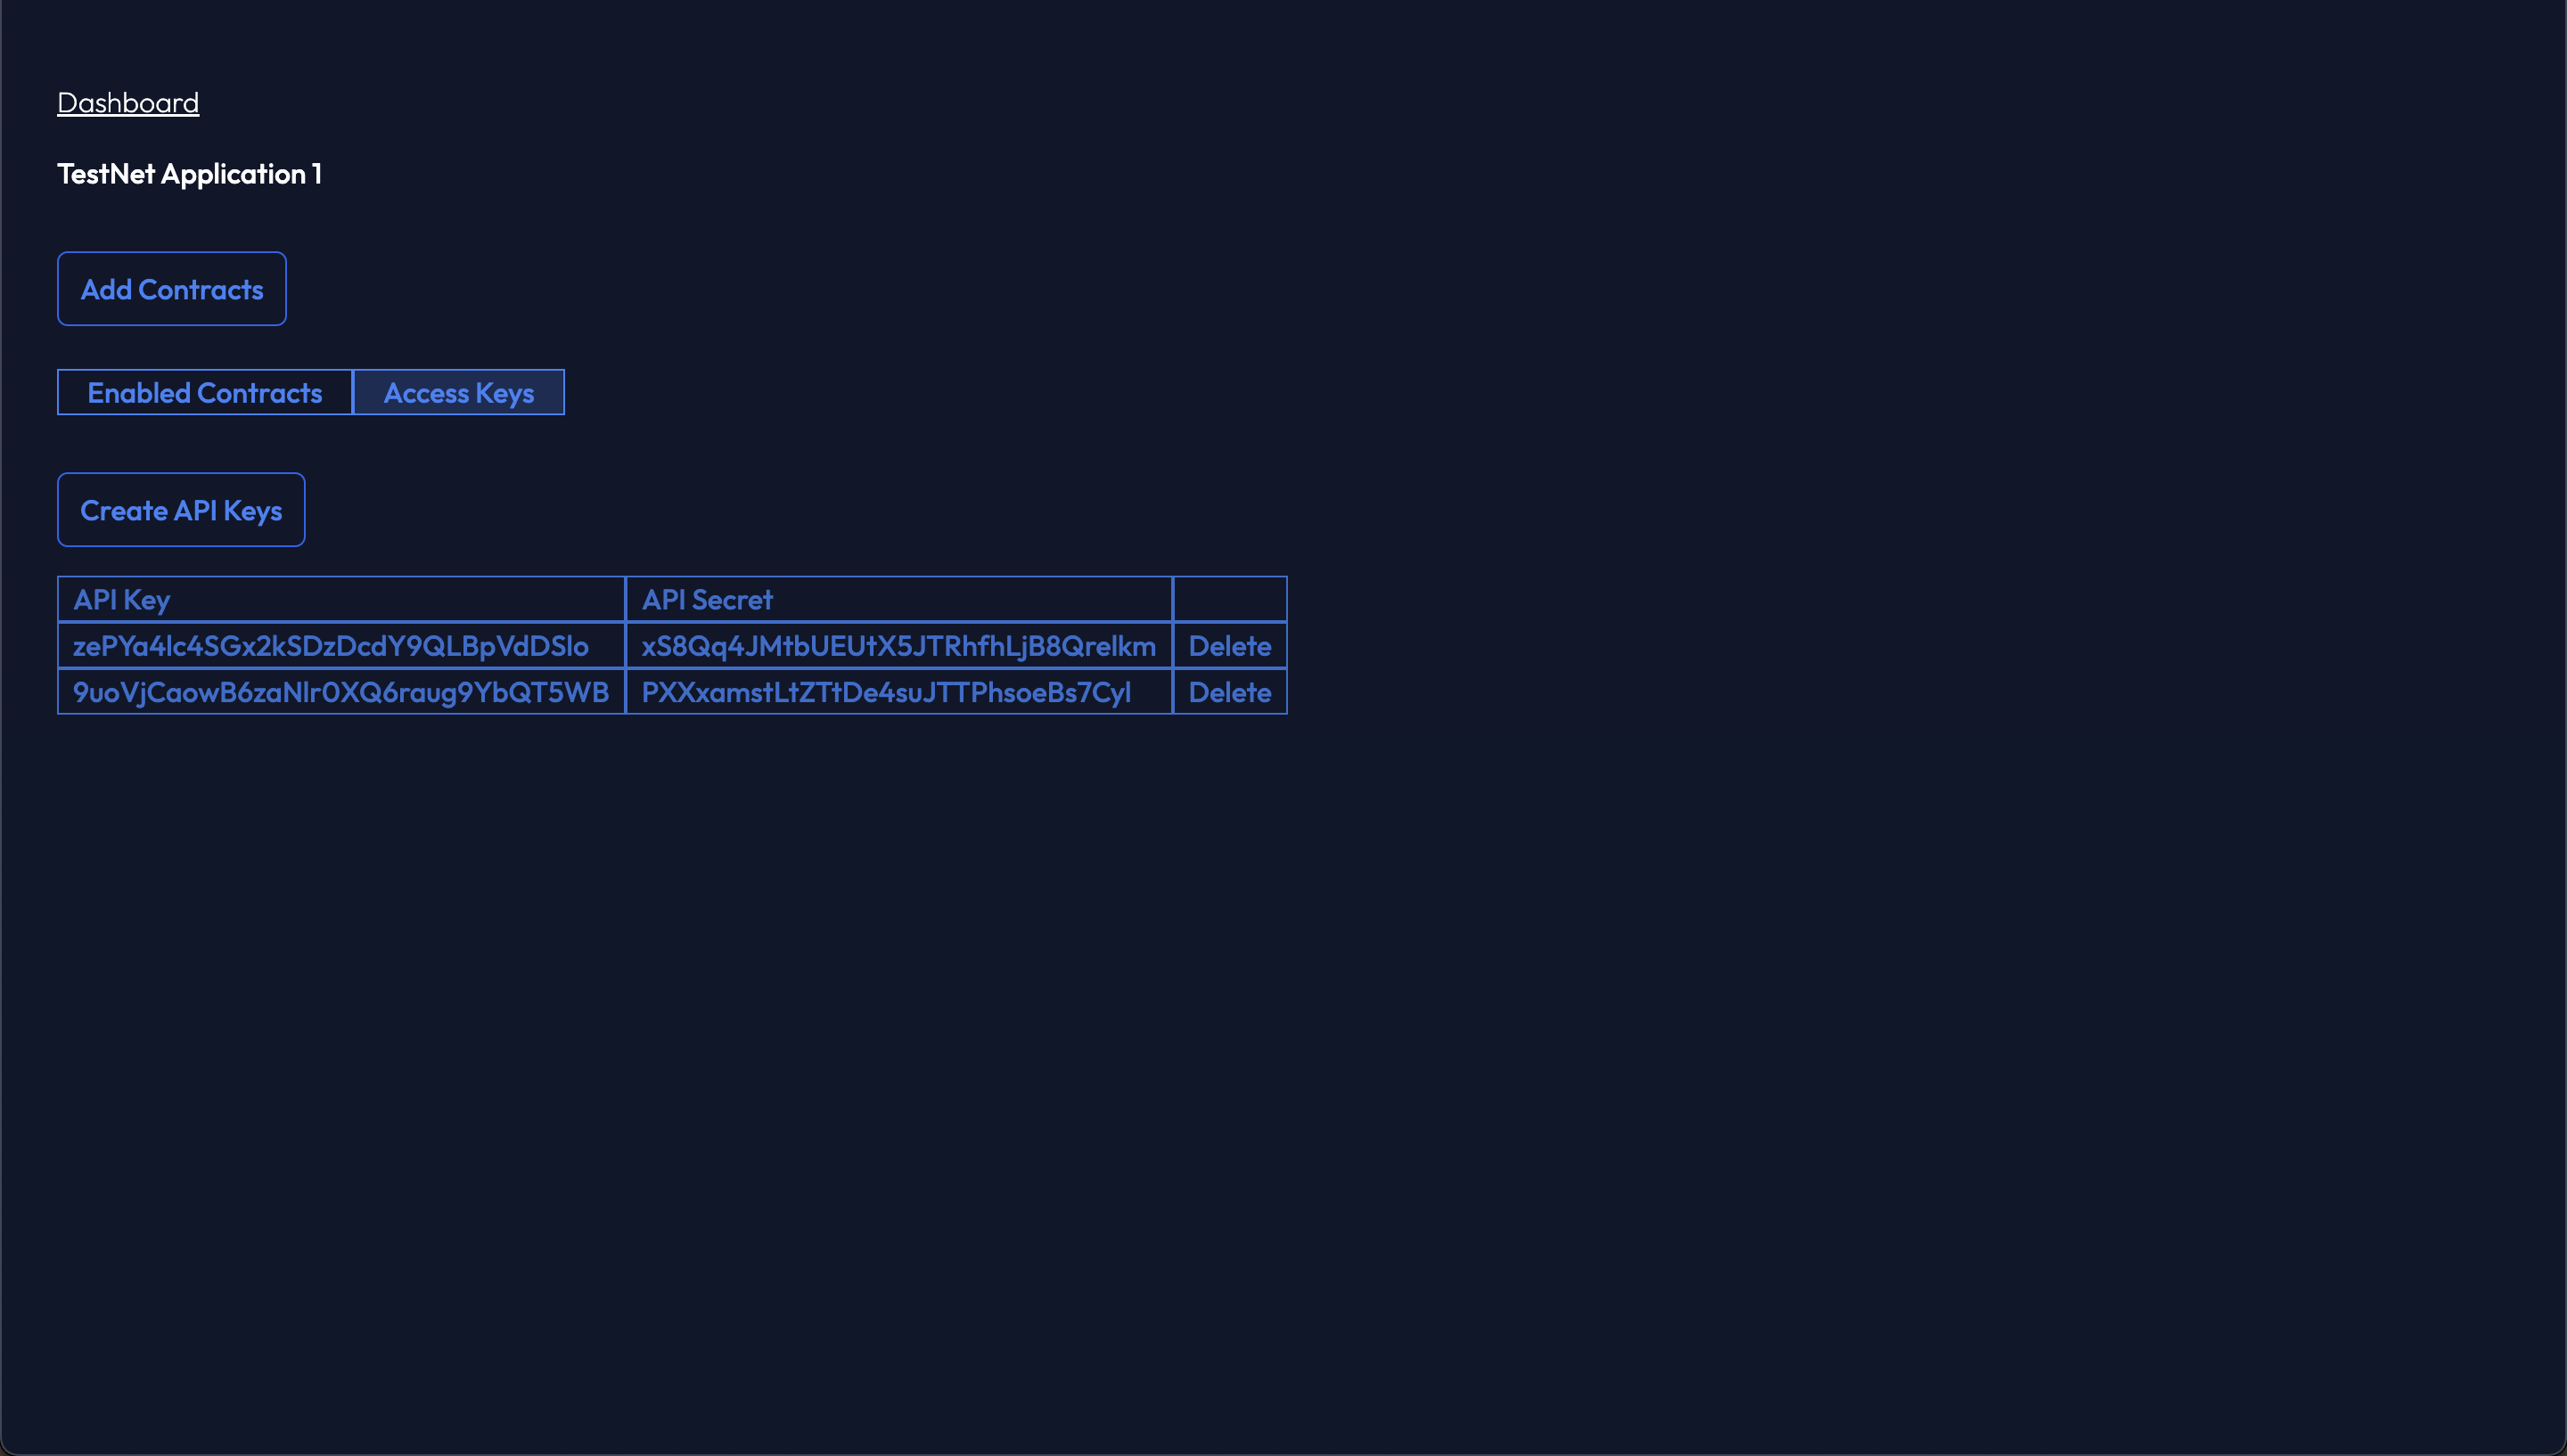 Dashboard
TestNet Application 1
Add Contracts
Enabled Contracts Access Keys
Create API Keys
API Key API Secret
zePYa4lc4SGx2kSDzDcdY9QLBpVdDSlo xS8Qq4JMtbUEUtX5JTRhfhLjB8Qrelkm Delete
9uoVjCaowB6zaNlr0XQ6raug9YbQT5WB PXXxamstLtZTtDe4suJTTPhsoeBs7Cyl Delete